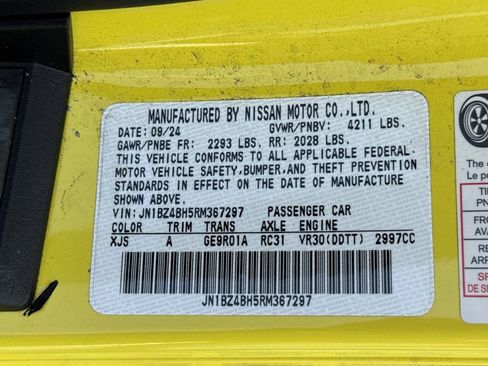 MANUFACTURED BY NISSAN MOTOR CO.,LTD.
DATE: 09/24 GVWR/PNBV: 4211 LBS.
GAWR/PNBE FR: 2293 LBS. RR: 2028 LBS.
THIS VEHICLE CONFORMS TO ALL APPLICABLE FEDERAL
MOTOR VEHICLE SAFETY,BUMPER,AND THEFT PREVENTION
STANDARDS IN EFFECT ON THE DATE OF MANUFACTURE
SHOWN ABOVE.
VIN: JN1BZ4BH5RM367297 PASSENGER CAR
COLOR TRIM TRANS AXLE ENGINE
XJS A GE9R01A RC31 VR30(DDTT) 2997CC
JN1BZ4BH5RM367297